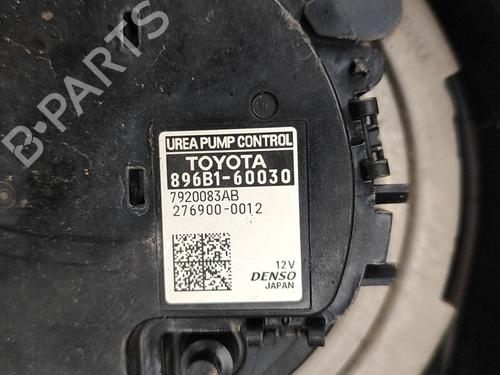 UREA PUMP CONTROL
TOYOTA
896B1-60030
7920083AB
276900-0012
12V
DENSO
JAPAN
B-PARTS